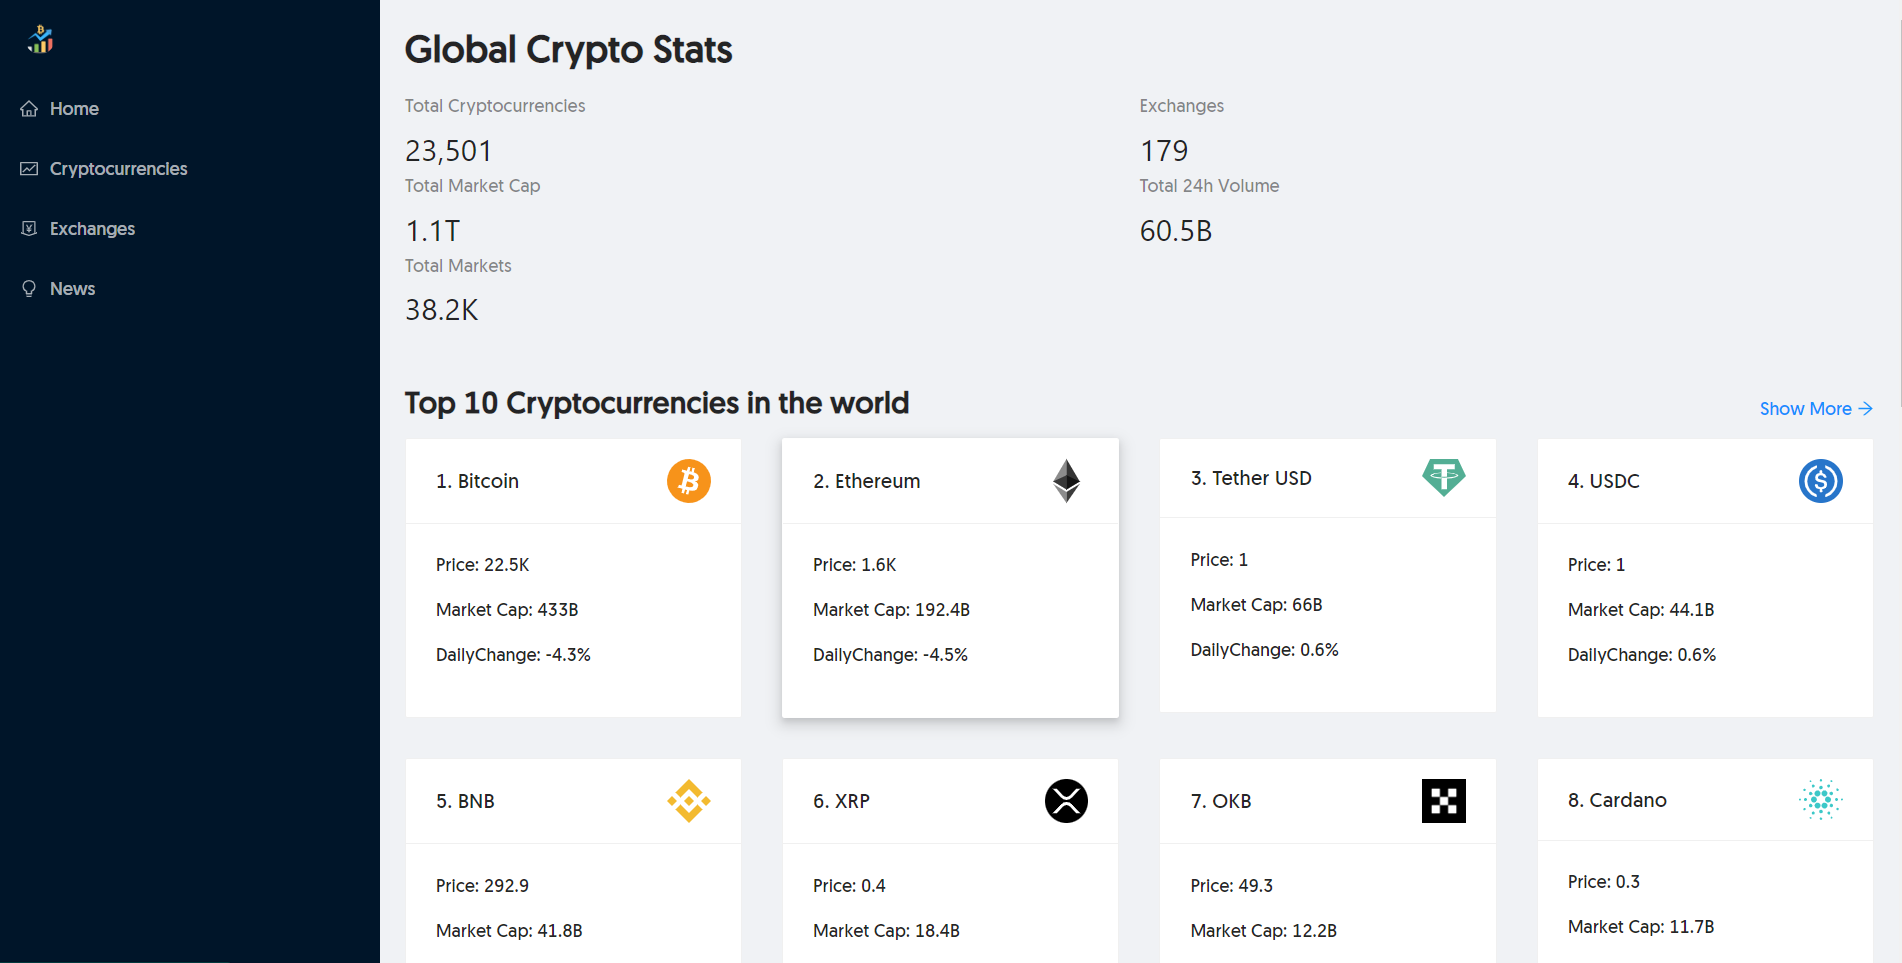 Home
Cryptocurrencies
Exchanges
News
Global Crypto Stats
Total Cryptocurrencies
23,501
Exchanges
179
Total Market Cap
1.1T
Total 24h Volume
60.5B
Total Markets
38.2K
Top 10 Cryptocurrencies in the world
Show More →
1. Bitcoin
Price: 22.5K
Market Cap: 433B
DailyChange: -4.3%
2. Ethereum
Price: 1.6K
Market Cap: 192.4B
DailyChange: -4.5%
3. Tether USD
Price: 1
Market Cap: 66B
DailyChange: 0.6%
4. USDC
Price: 1
Market Cap: 44.1B
DailyChange: 0.6%
5. BNB
Price: 292.9
Market Cap: 41.8B
6. XRP
Price: 0.4
Market Cap: 18.4B
7. OKB
Price: 49.3
Market Cap: 12.2B
8. Cardano
Price: 0.3
Market Cap: 11.7B